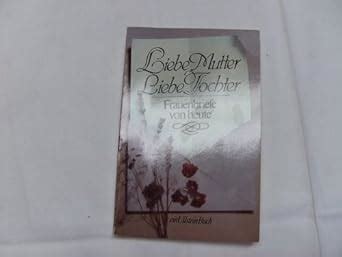 Liebe Mutter
Liebe Tochter
Frauenbriefe
von heute